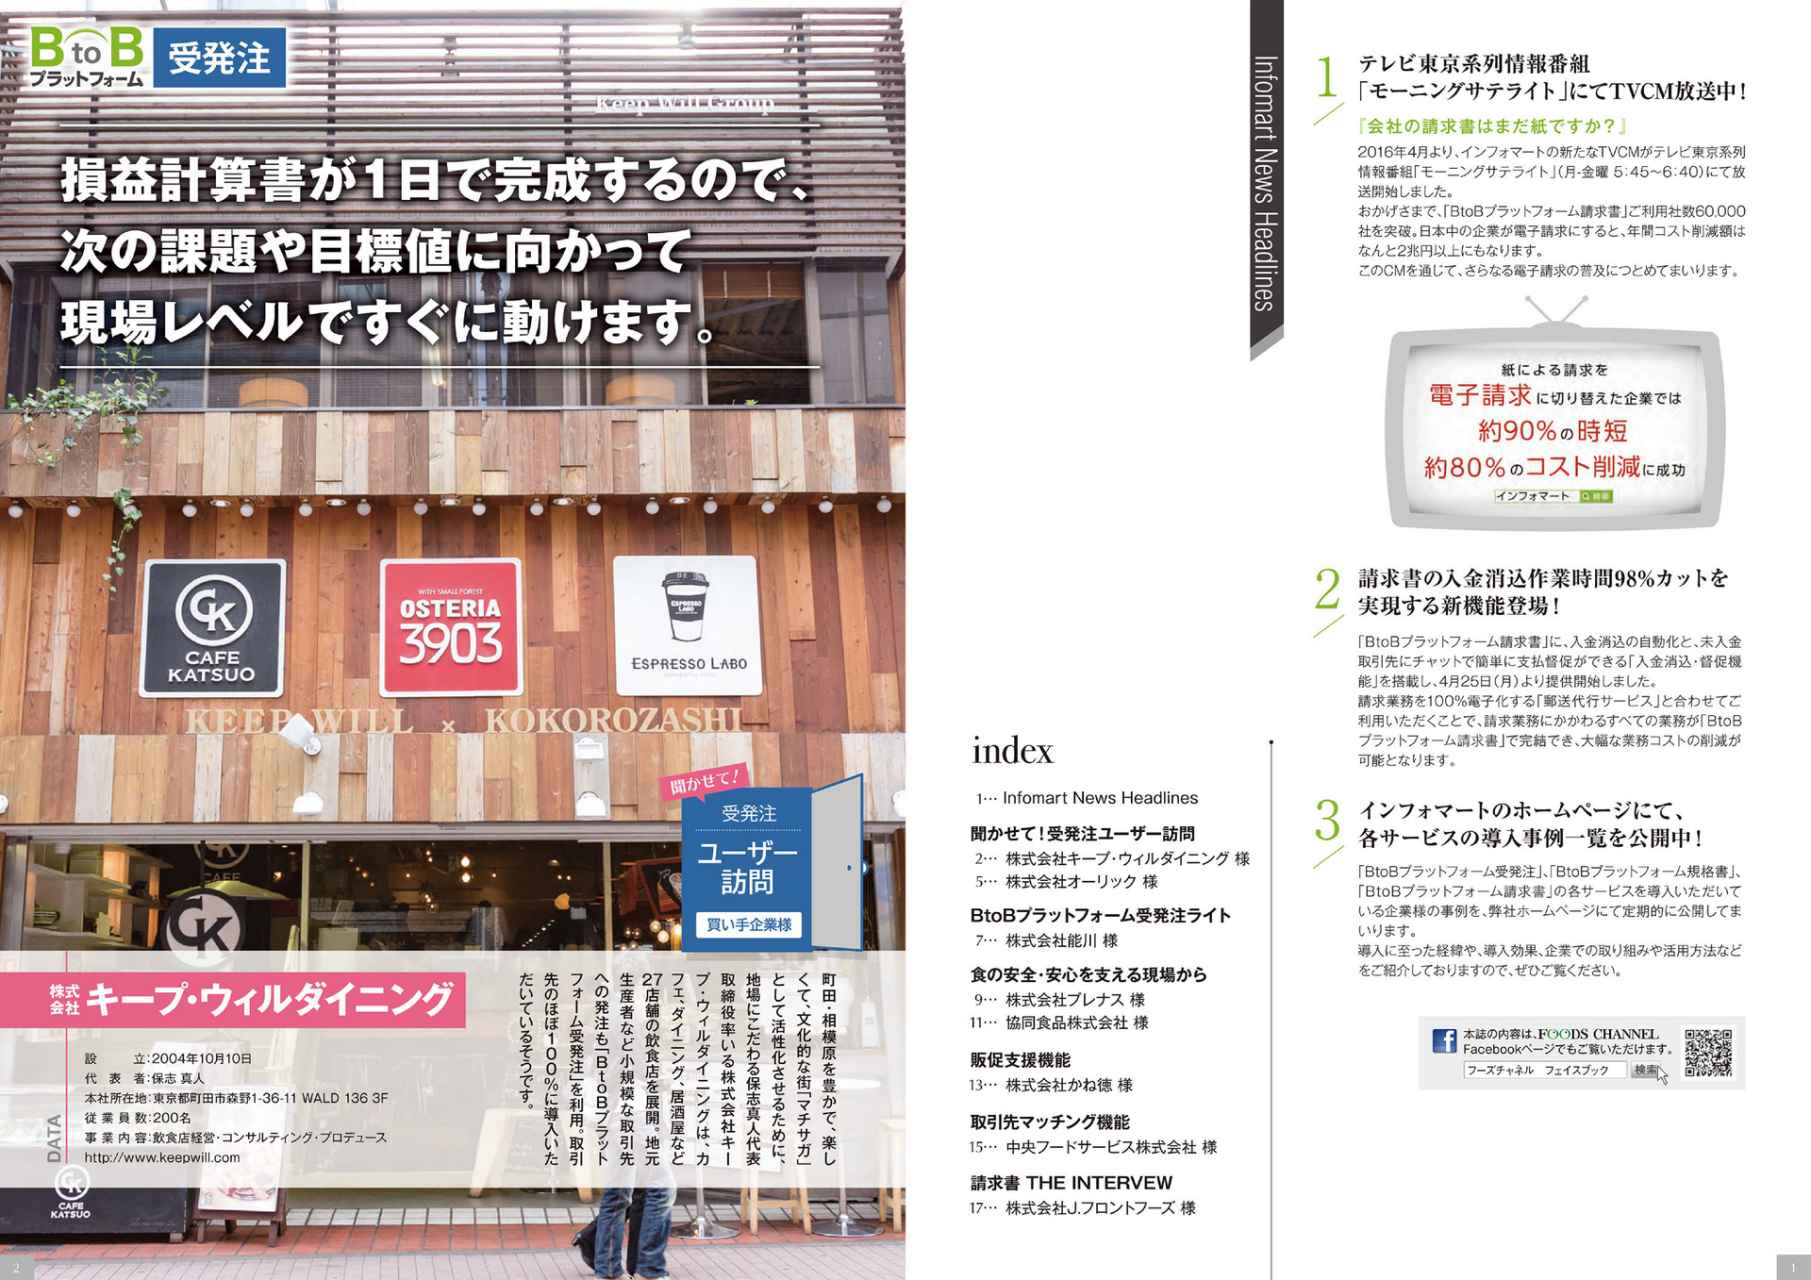 BtoB
プラットフォーム
受発注
Keep Will Group
損益計算書が1日で完成するので、
次の課題や目標値に向かって
現場レベルですぐに動けます。
CK
CAFE
KATSUO
WITH SMALL FOREST
OSTERIA
3903
ESPRESSO
LABO
ESPRESSO LABO
KEEP WILL × KOKOROZASHI
聞かせて!
受発注
ユーザー
訪問
買い手企業様
CAFE
CK
株式
会社
キープ・ウィルダイニング
DATA
設 立:2004年10月10日
代 表 者:保志 真人
本社所在地:東京都町田市森野1-36-11 WALD 136 3F
従 業 員 数:200名
事 業 内 容:飲食店経営・コンサルティング・プロデュース
http://www.keepwill.com
町田・相模原を豊かで、楽し
くて、文化的な街「マチサガ」
として活性化させるために、
地場にこだわる保志真人代表
取締役率いる株式会社キー
プ・ウィルダイニングは、カ
フェ、ダイニング、居酒屋など
27店舗の飲食店を展開。地元
生産者など小規模な取引先
への発注も「BtoBプラット
フォーム受発注」を利用。取引
先のほぼ100%に導入いた
だいているそうです。
CK
CAFE
KATSUO
2
Infomart News Headlines
1
テレビ東京系列情報番組
「モーニングサテライト」にてTVCM放送中!
『会社の請求書はまだ紙ですか?』
2016年4月より、インフォマートの新たなTVCMがテレビ東京系列
情報番組「モーニングサテライト」(月-金曜 5:45〜6:40)にて放
送開始しました。
おかげさまで、「BtoBプラットフォーム請求書」ご利用社数60,000
社を突破。日本中の企業が電子請求にすると、年間コスト削減額は
なんと2兆円以上にもなります。
このCMを通じて、さらなる電子請求の普及につとめてまいります。
紙による請求を
電子請求に切り替えた企業では
約90%の時短
約80%のコスト削減に成功
インフォマート 検索
2
請求書の入金消込作業時間98%カットを
実現する新機能登場!
「BtoBプラットフォーム請求書」に、入金消込の自動化と、未入金
取引先にチャットで簡単に支払督促ができる「入金消込・督促機
能」を搭載し、4月25日(月)より提供開始しました。
請求業務を100%電子化する「郵送代行サービス」と合わせてご
利用いただくことで、請求業務にかかわるすべての業務が「BtoB
プラットフォーム請求書」で完結でき、大幅な業務コストの削減が
可能となります。
3
インフォマートのホームページにて、
各サービスの導入事例一覧を公開中!
「BtoBプラットフォーム受発注」、「BtoBプラットフォーム規格書」、
「BtoBプラットフォーム請求書」の各サービスを導入いただいて
いる企業様の事例を、弊社ホームページにて定期的に公開してま
いります。
導入に至った経緯や、導入効果、企業での取り組みや活用方法など
をご紹介しておりますので、ぜひご覧ください。
本誌の内容は、FOODS CHANNEL
Facebookページでもご覧いただけます。
フーズチャネル フェイスブック 検索
index
1… Infomart News Headlines
聞かせて!受発注ユーザー訪問
2… 株式会社キープ・ウィルダイニング 様
5… 株式会社オーリック 様
BtoBプラットフォーム受発注ライト
7… 株式会社能川 様
食の安全・安心を支える現場から
9… 株式会社プレナス 様
11… 協同食品株式会社 様
販促支援機能
13… 株式会社かね徳 様
取引先マッチング機能
15… 中央フードサービス株式会社 様
請求書 THE INTERVEW
17… 株式会社J.フロントフーズ 様
1